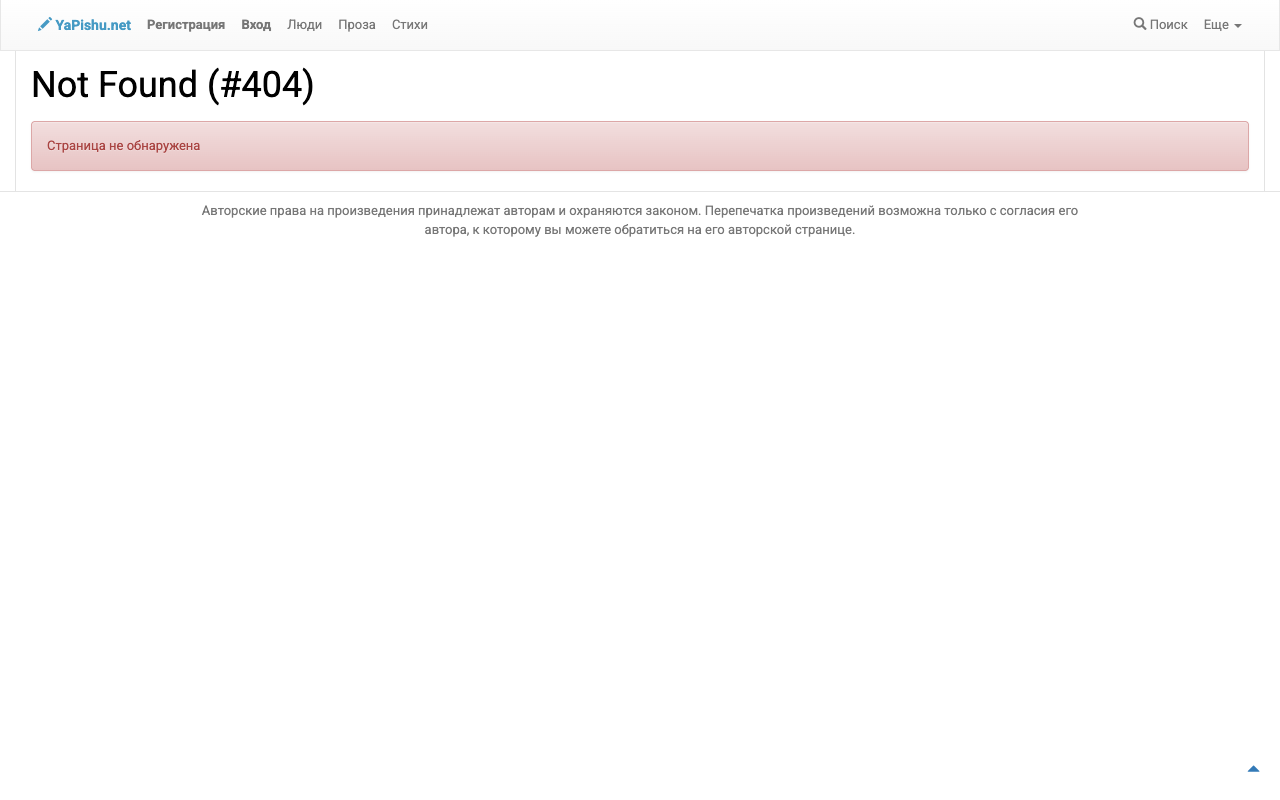 YaPishu.net Регистрация Вход Люди Проза Стихи Поиск Еще
Not Found (#404)
Страница не обнаружена
Авторские права на произведения принадлежат авторам и охраняются законом. Перепечатка произведений возможна только с согласия его
автора, к которому вы можете обратиться на его авторской странице.